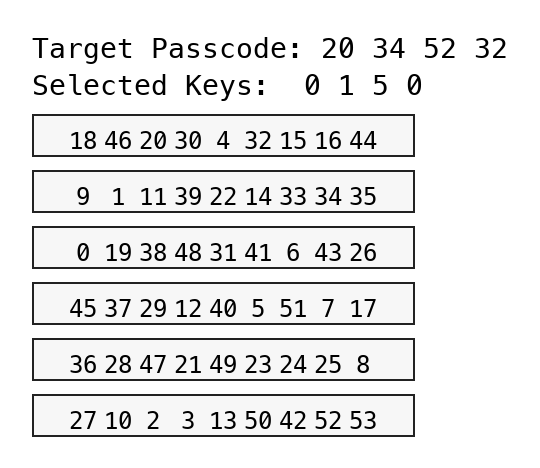 Target Passcode: 20 34 52 32
Selected Keys: 0 1 5 0
18 46 20 30 4 32 15 16 44
9 1 11 39 22 14 33 34 35
0 19 38 48 31 41 6 43 26
45 37 29 12 40 5 51 7 17
36 28 47 21 49 23 24 25 8
27 10 2 3 13 50 42 52 53